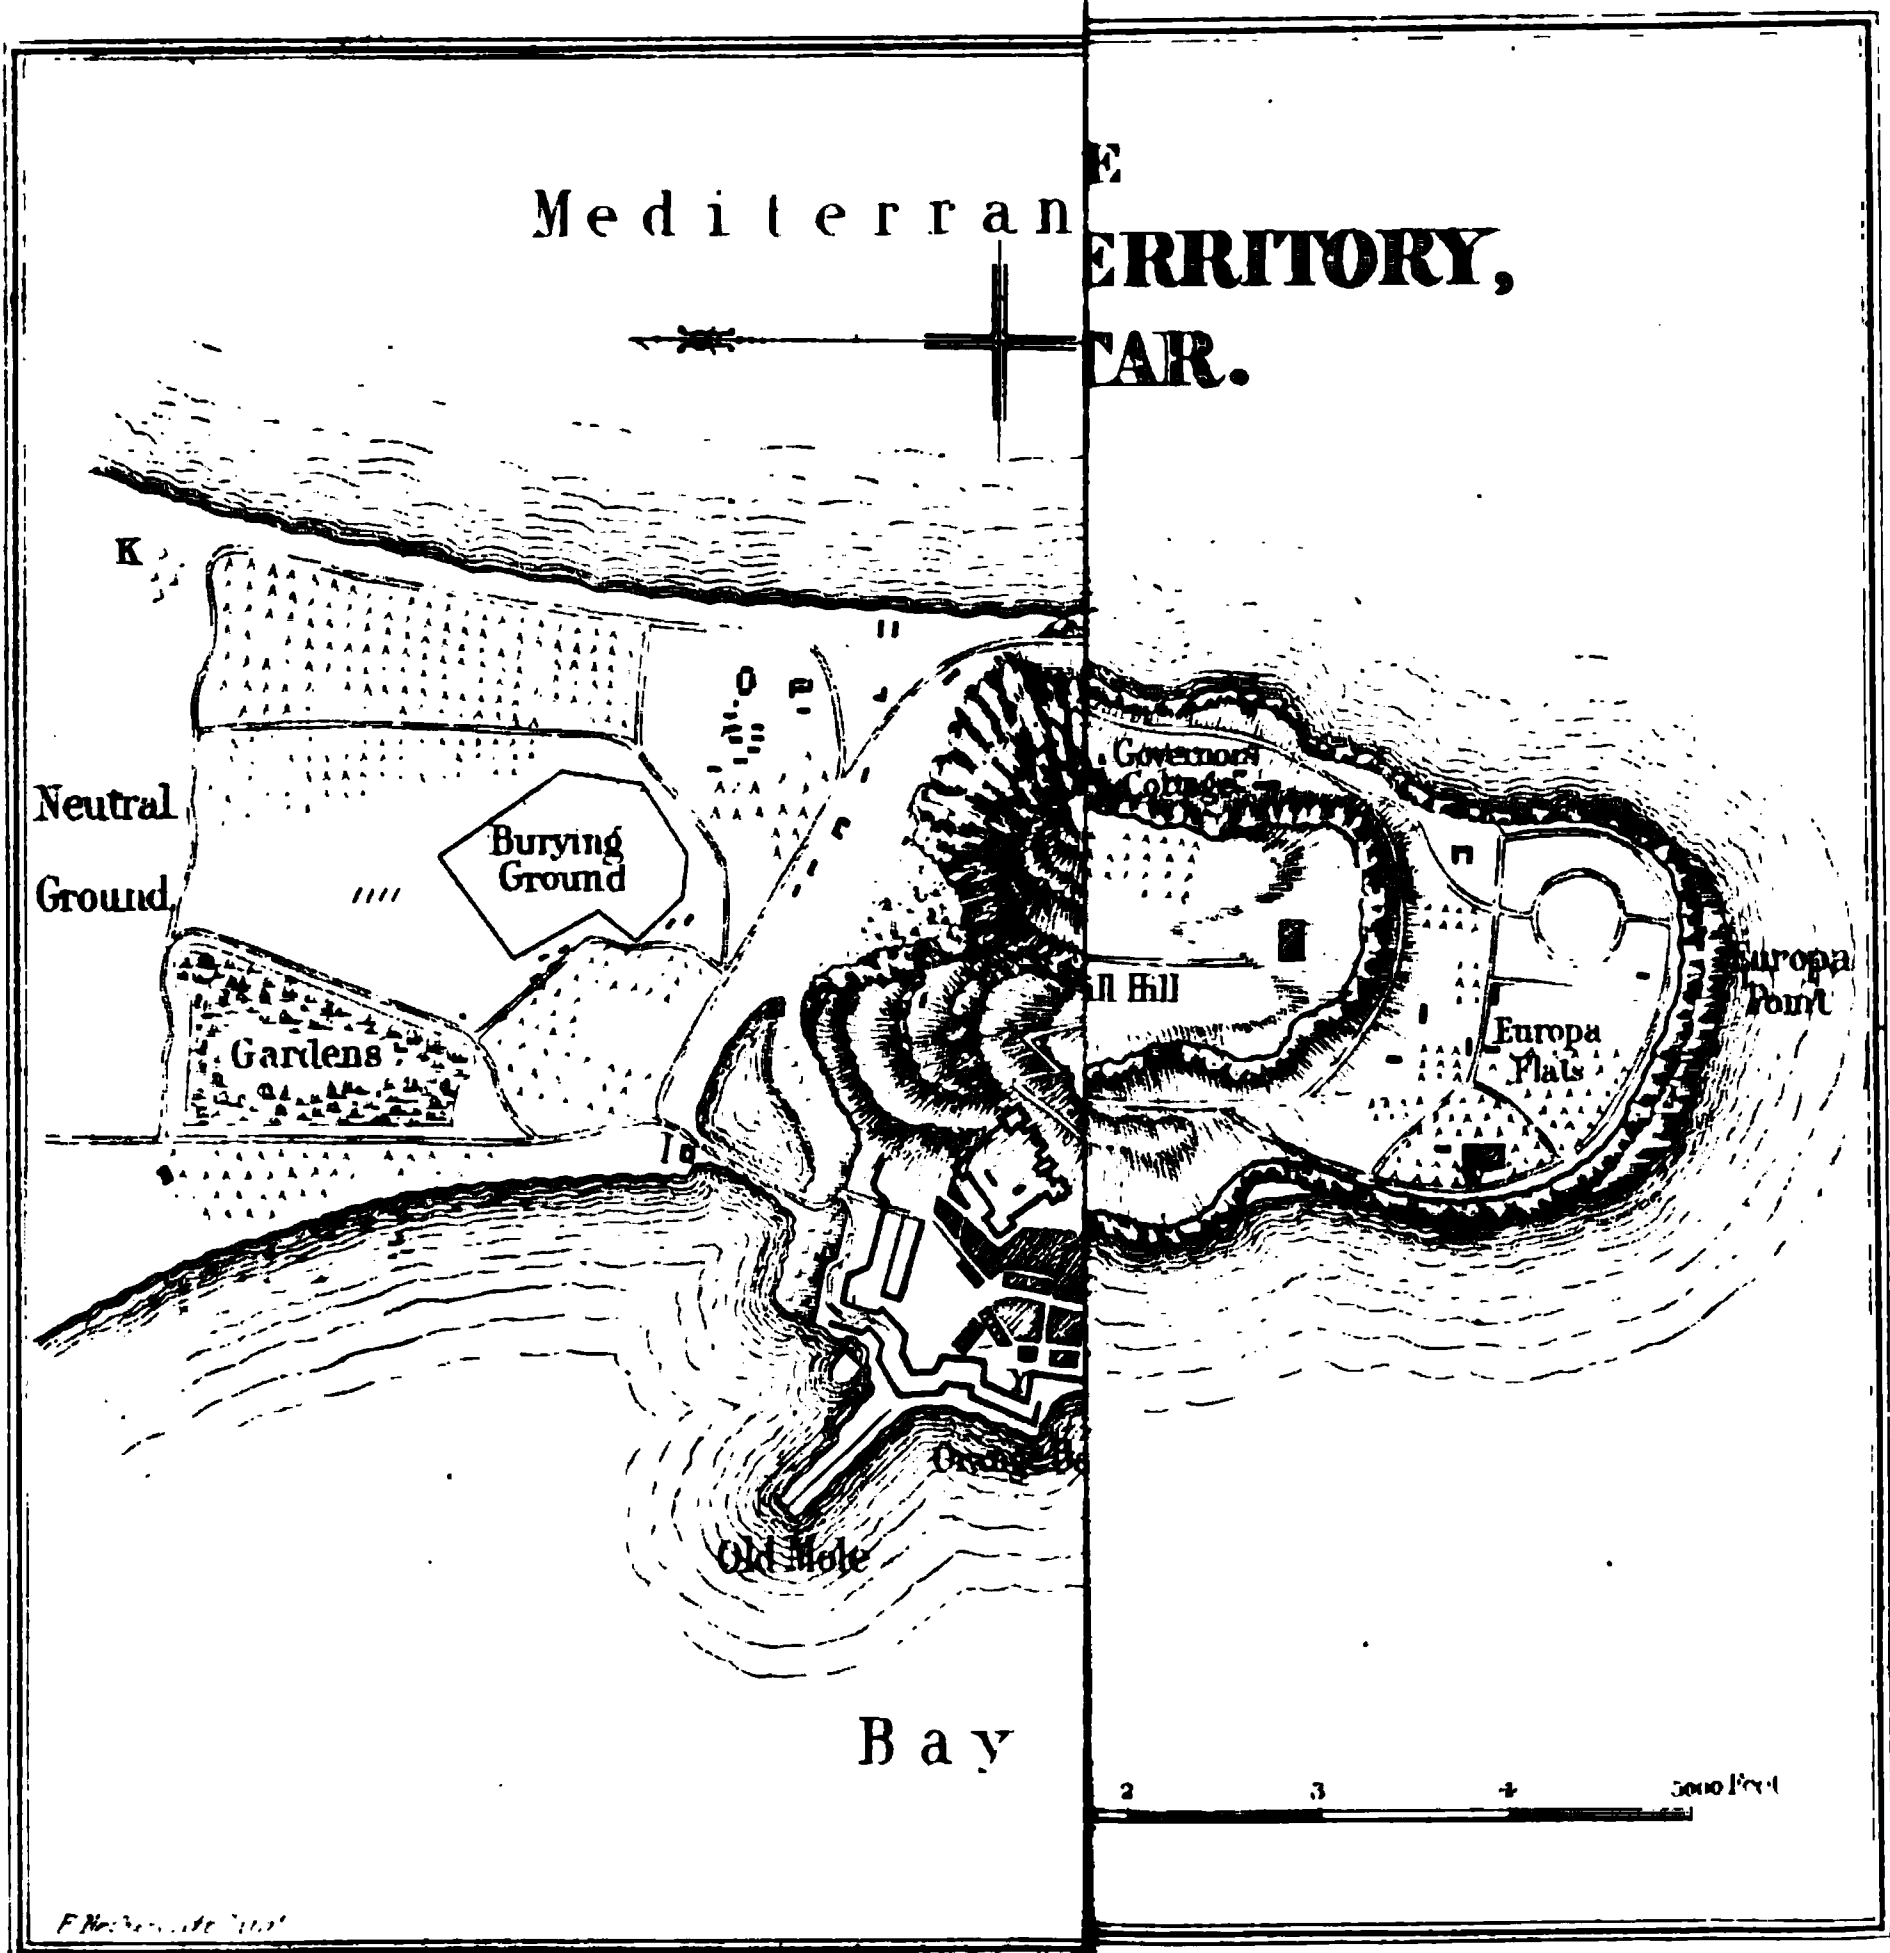 E
Mediterran
ERRITORY,
TAR.
K
Governors
Cottage
Neutral
Burying
Ground
Ground
Europa
Point
ll Hill
Europa
Flats
Gardens
I
Old Mole
Bay
2 3 4 5000 Feet